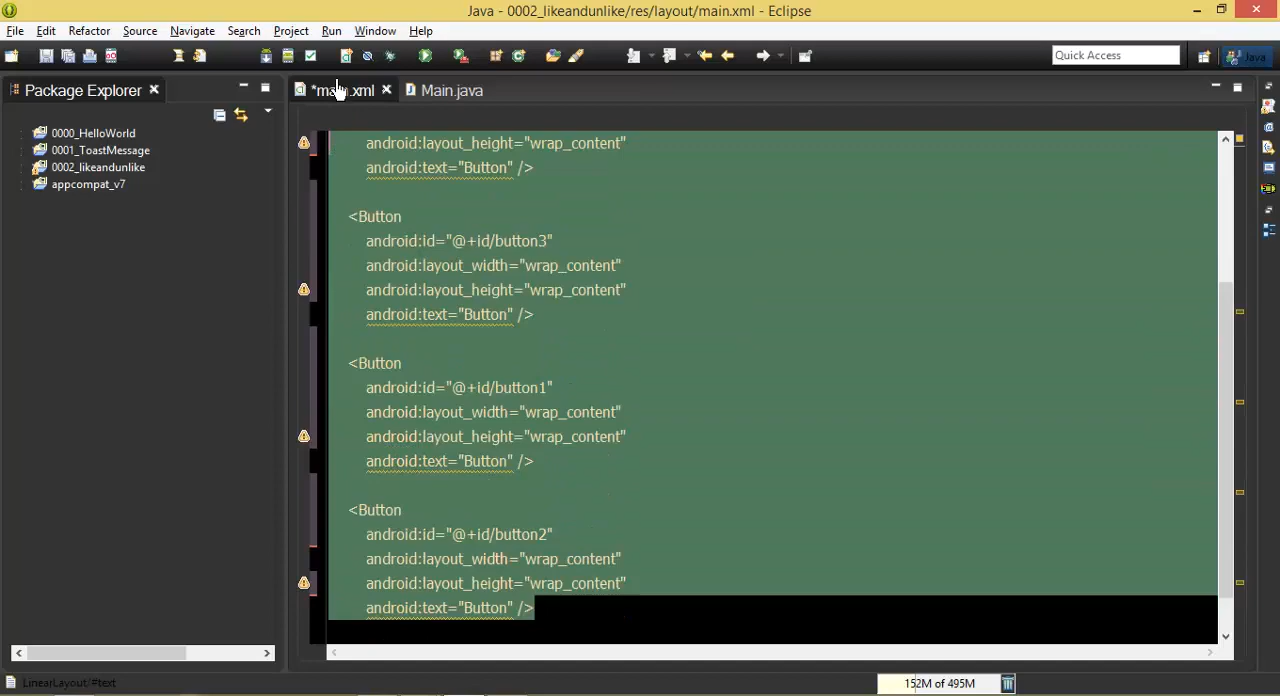 Java - 0002_likeandunlike/res/layout/main.xml - Eclipse
File Edit Refactor Source Navigate Search Project Run Window Help
Quick Access
Java
Package Explorer
*main.xml
Main.java
0000_HelloWorld
0001_ToastMessage
0002_likeandunlike
appcompat_v7
android:layout_height="wrap_content"
android:text="Button" />
<Button
android:id="@+id/button3"
android:layout_width="wrap_content"
android:layout_height="wrap_content"
android:text="Button" />
<Button
android:id="@+id/button1"
android:layout_width="wrap_content"
android:layout_height="wrap_content"
android:text="Button" />
<Button
android:id="@+id/button2"
android:layout_width="wrap_content"
android:layout_height="wrap_content"
android:text="Button" />
LinearLayout/#text
152M of 495M